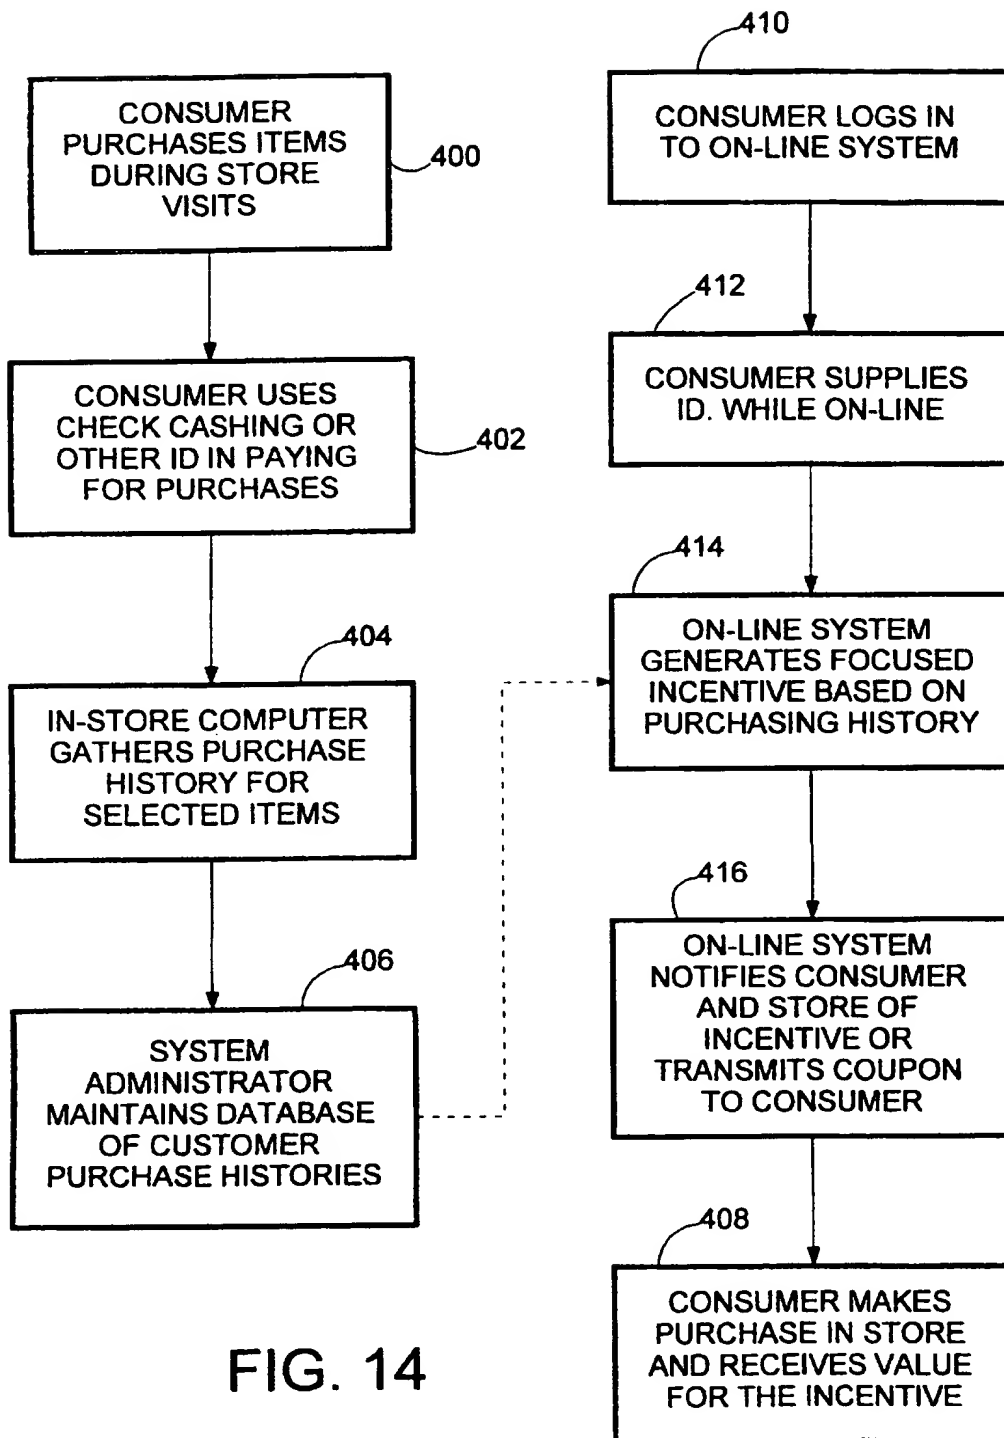 CONSUMER
PURCHASES ITEMS
DURING STORE
VISITS
400
CONSUMER USES
CHECK CASHING OR
OTHER ID IN PAYING
FOR PURCHASES
402
404
IN-STORE COMPUTER
GATHERS PURCHASE
HISTORY FOR
SELECTED ITEMS
406
SYSTEM
ADMINISTRATOR
MAINTAINS DATABASE
OF CUSTOMER
PURCHASE HISTORIES
410
CONSUMER LOGS IN
TO ON-LINE SYSTEM
412
CONSUMER SUPPLIES
ID. WHILE ON-LINE
414
ON-LINE SYSTEM
GENERATES FOCUSED
INCENTIVE BASED ON
PURCHASING HISTORY
416
ON-LINE SYSTEM
NOTIFIES CONSUMER
AND STORE OF
INCENTIVE OR
TRANSMITS COUPON
TO CONSUMER
408
CONSUMER MAKES
PURCHASE IN STORE
AND RECEIVES VALUE
FOR THE INCENTIVE
FIG. 14